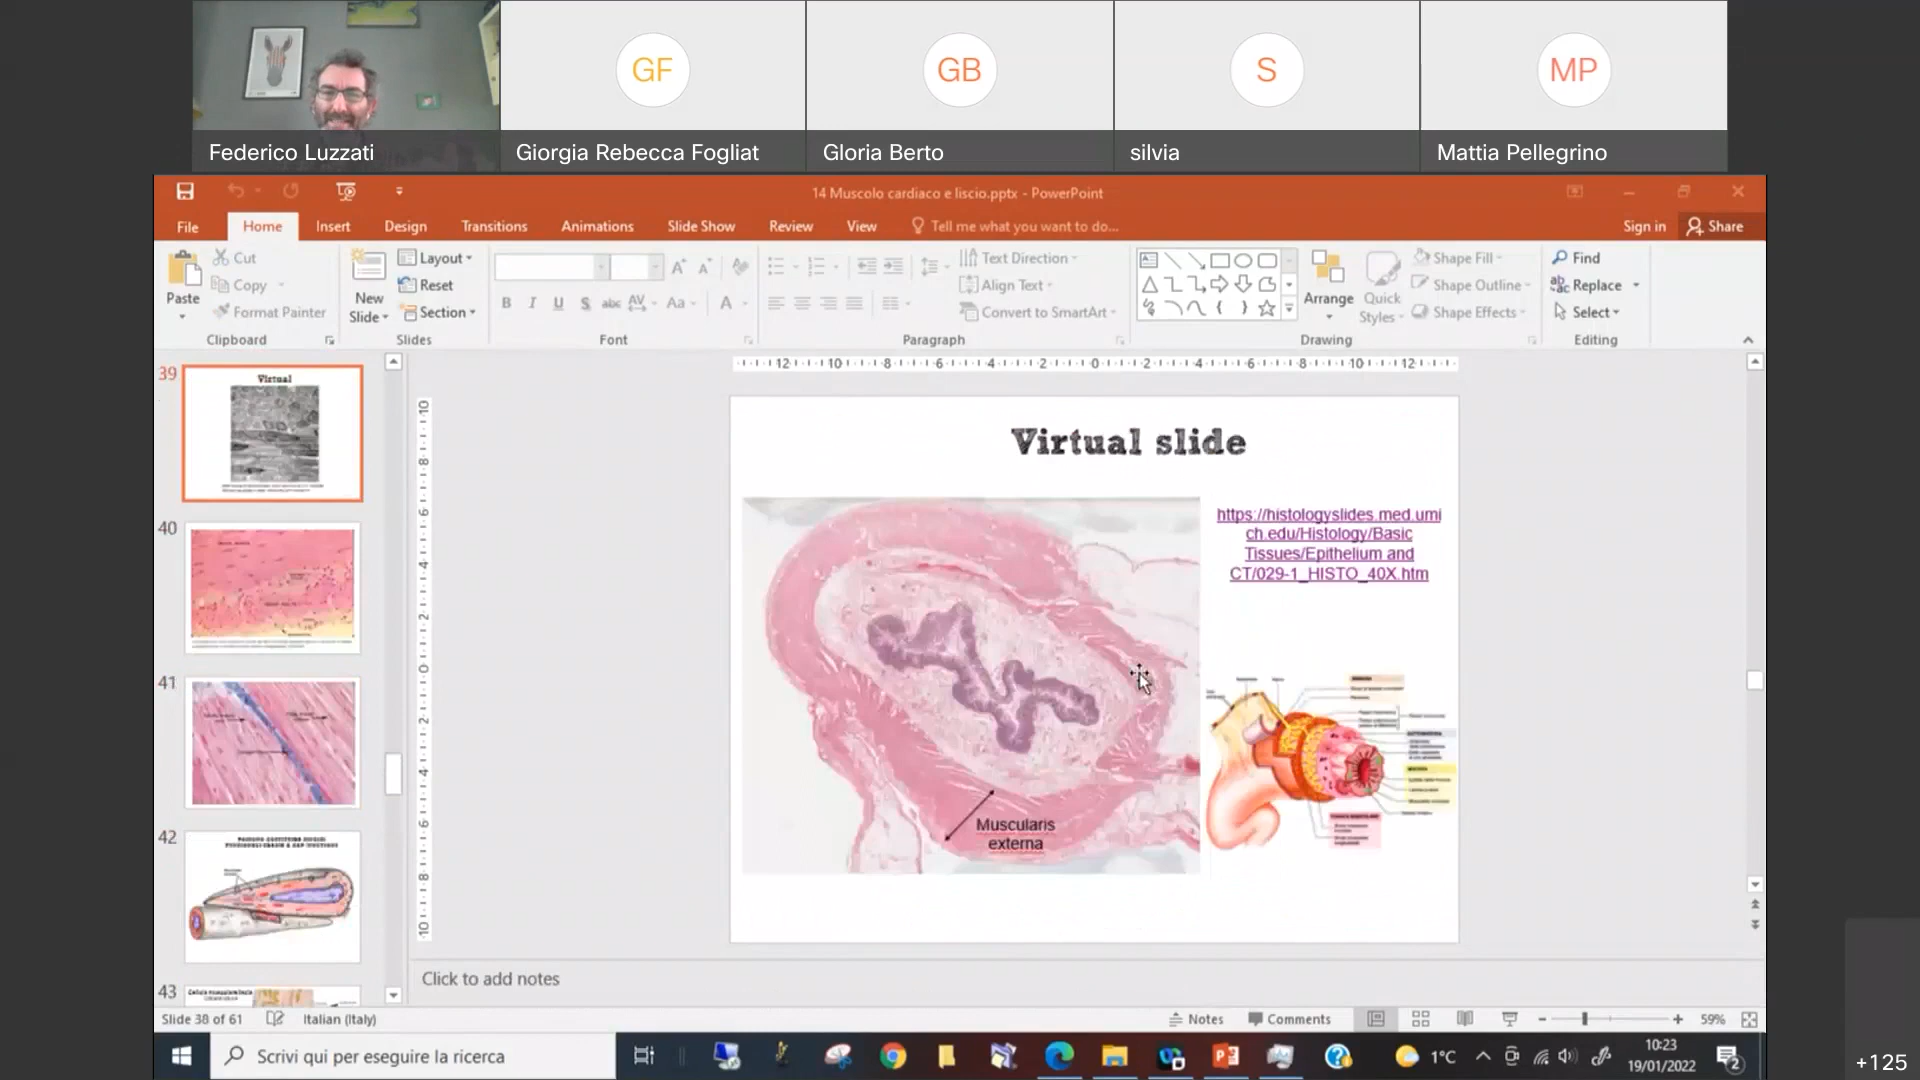 GF
GB
S
MP
Federico Luzzati
Giorgia Rebecca Fogliat
Gloria Berto
silvia
Mattia Pellegrino
14 Muscolo cardiaco e liscio.pptx - PowerPoint
File
Home
Insert
Design
Transitions
Animations
Slide Show
Review
View
Tell me what you want to do...
Sign in
Share
Paste
Cut
Copy
Format Painter
Clipboard
New
Slide
Layout
Reset
Section
Slides
Font
Paragraph
Text Direction
Align Text
Convert to SmartArt
Arrange
Quick
Styles
Shape Fill
Shape Outline
Shape Effects
Drawing
Find
Replace
Select
Editing
39
Virtual
40
41
42
43
Virtual slide
https://histologyslides.med.umi
ch.edu/Histology/Basic
Tissues/Epithelium and
CT/029-1_HISTO_40X.htm
Muscularis
externa
Click to add notes
Slide 38 of 61
Italian (Italy)
Notes
Comments
59%
Scrivi qui per eseguire la ricerca
1°C
10:23
19/01/2022
2
+125